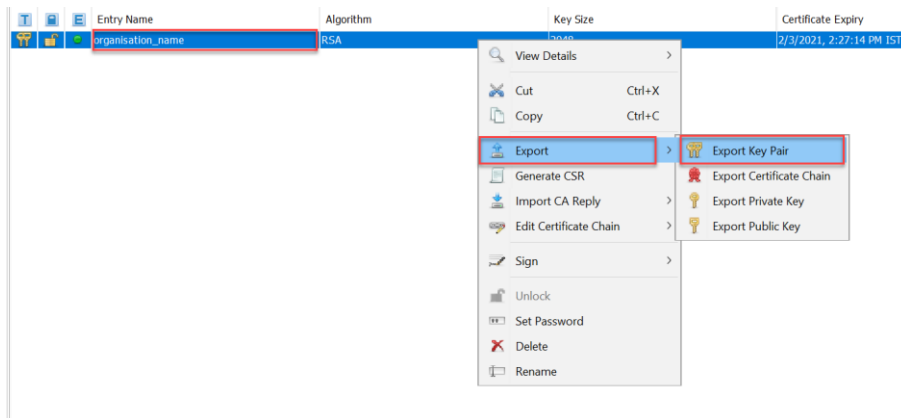 T E Entry Name Algorithm Key Size Certificate Expiry
organisation_name RSA 2048 2/3/2021, 2:27:14 PM IST
View Details
Cut Ctrl+X
Copy Ctrl+C
Export Export Key Pair
Generate CSR Export Certificate Chain
Import CA Reply Export Private Key
Edit Certificate Chain Export Public Key
Sign
Unlock
Set Password
Delete
Rename